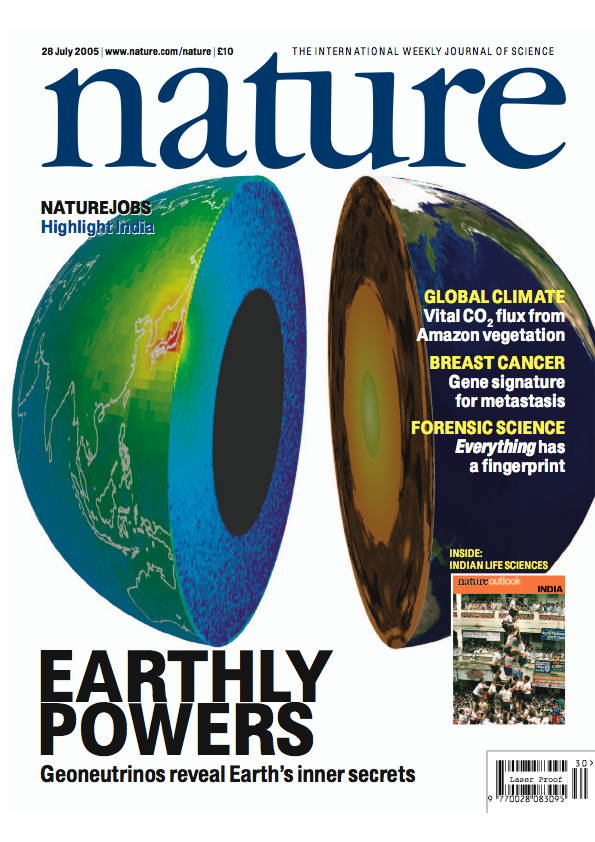 28 July 2005 | www.nature.com/nature | £10
THE INTERNATIONAL WEEKLY JOURNAL OF SCIENCE
nature
NATUREJOBS
Highlight India
GLOBAL CLIMATE
Vital CO₂ flux from
Amazon vegetation
BREAST CANCER
Gene signature
for metastasis
FORENSIC SCIENCE
Everything has
a fingerprint
INSIDE:
INDIAN LIFE SCIENCES
nature outlook
INDIA
EARTHLY
POWERS
Geoneutrinos reveal Earth's inner secrets
30>
Laser Proof
9 770028 083095